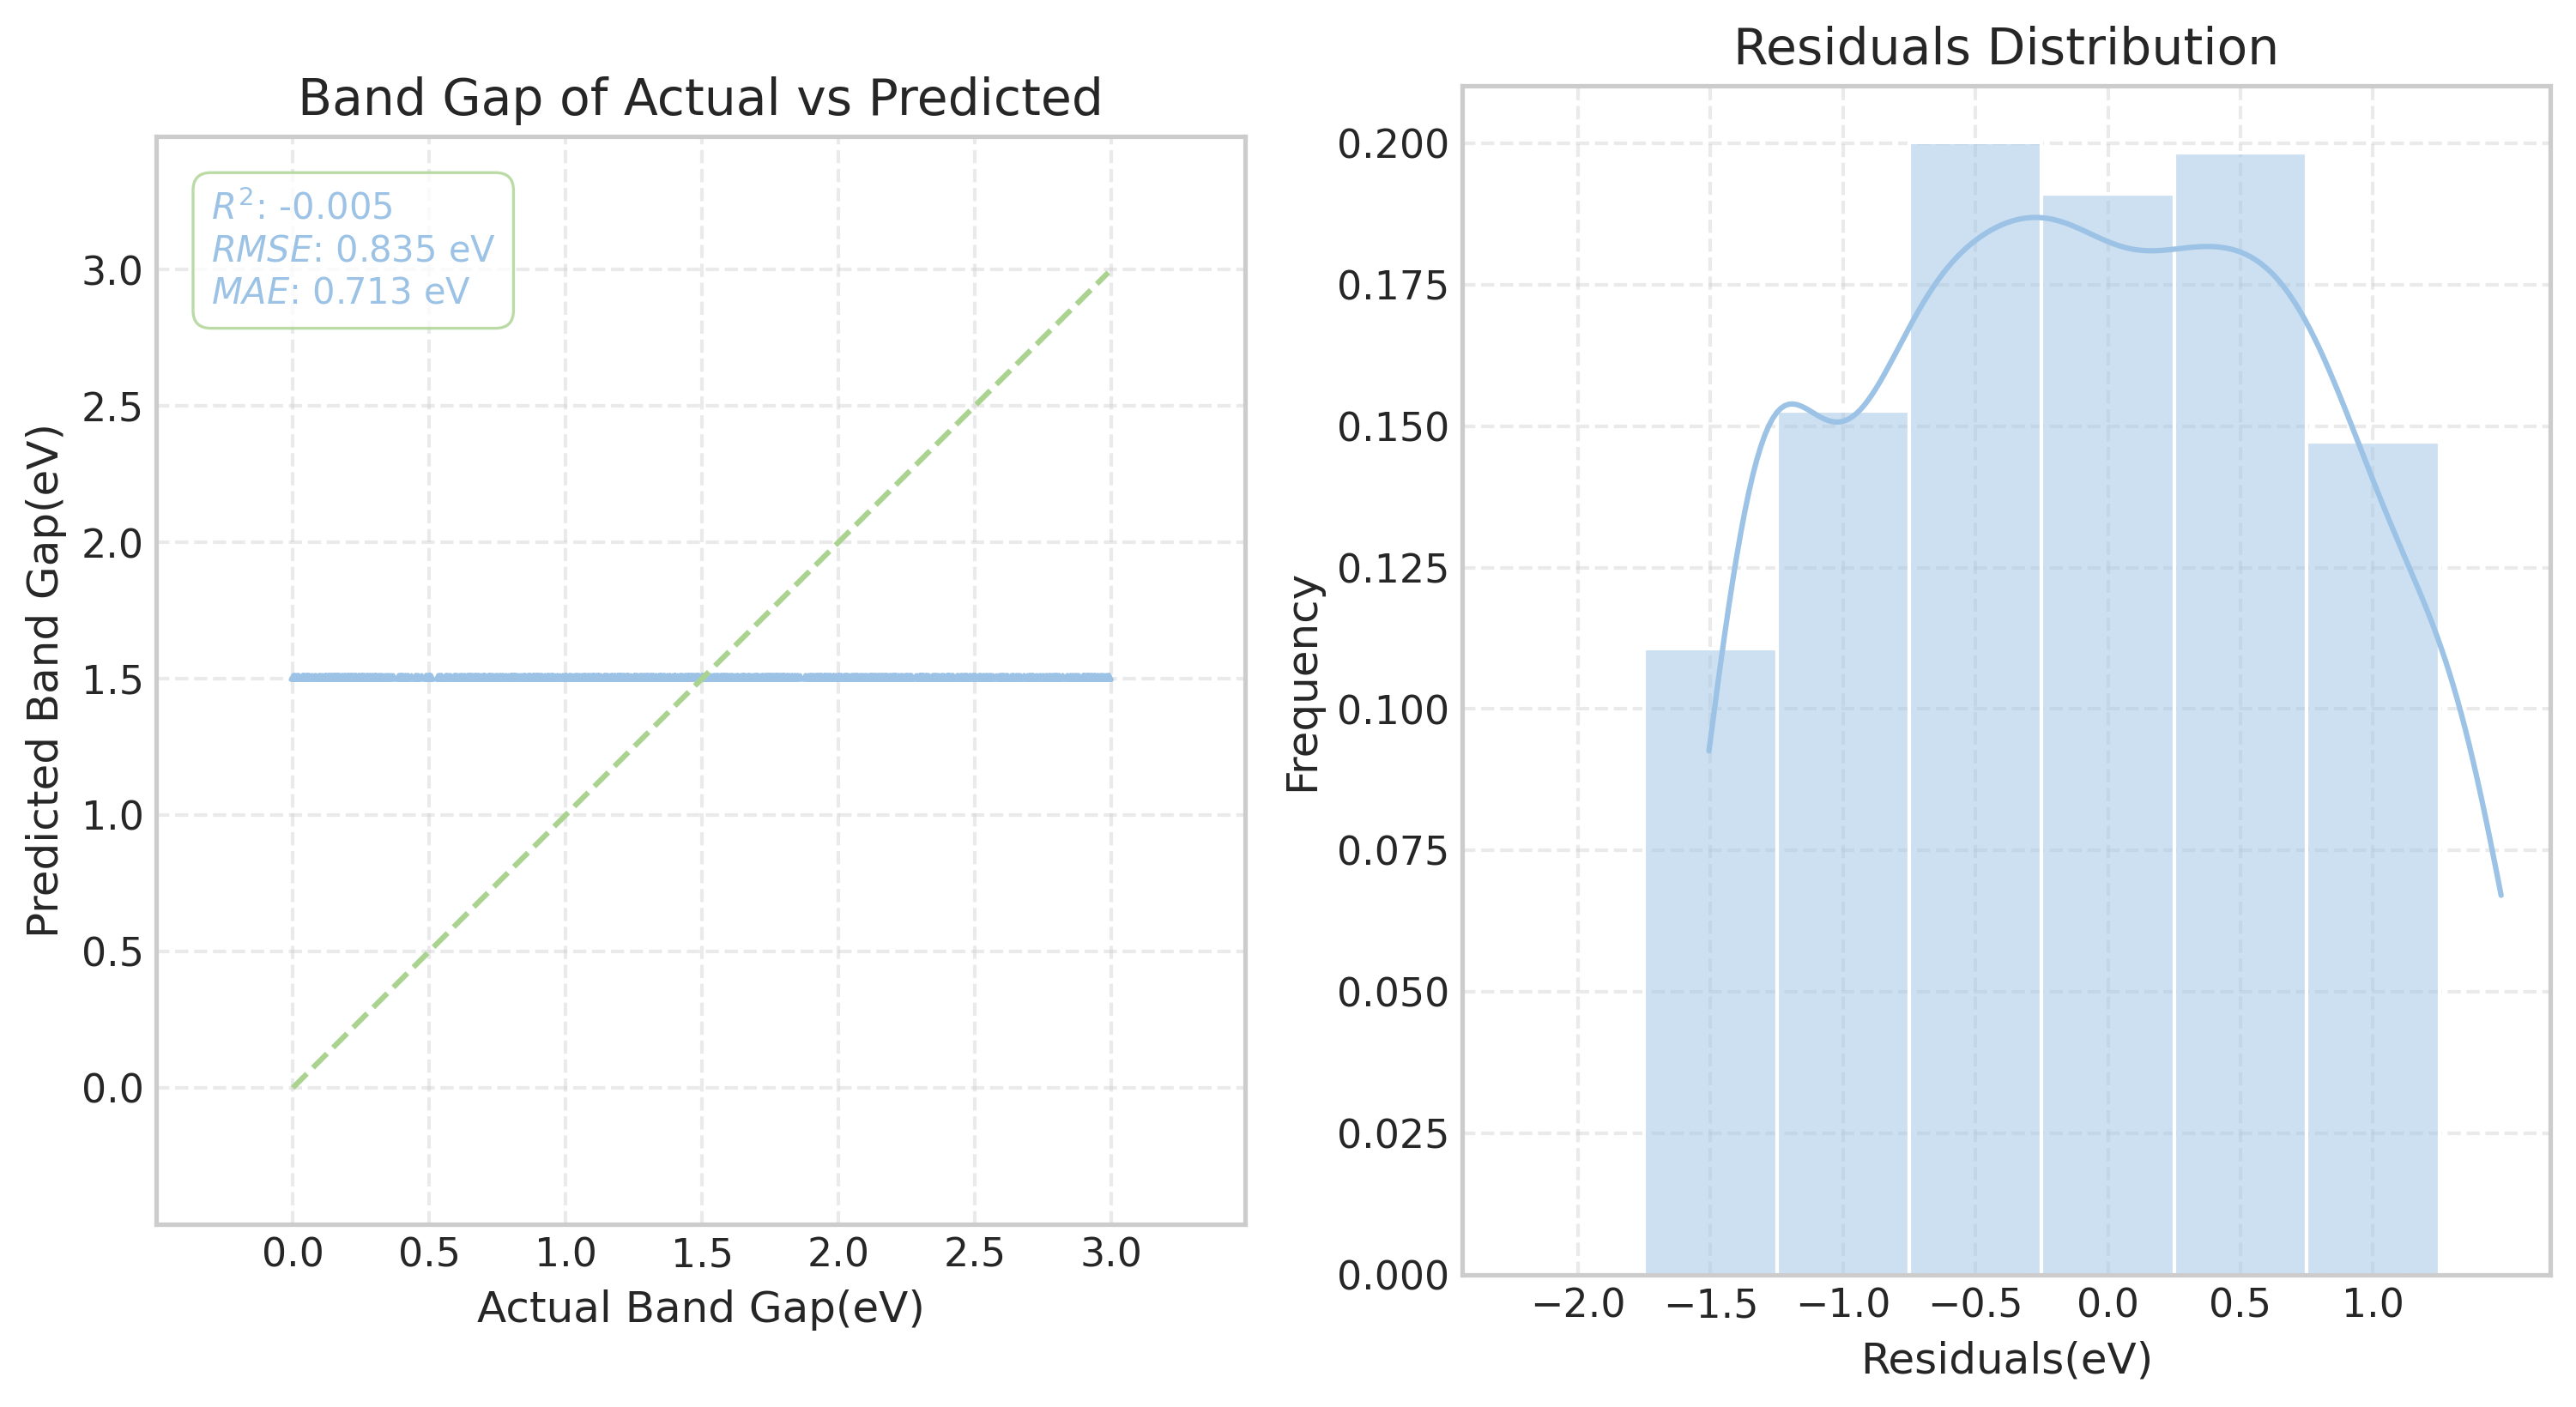 Band Gap of Actual vs Predicted
R²: -0.005
RMSE: 0.835 eV
MAE: 0.713 eV
Predicted Band Gap(eV)
3.0
2.5
2.0
1.5
1.0
0.5
0.0
0.0 0.5 1.0 1.5 2.0 2.5 3.0
Actual Band Gap(eV)
Residuals Distribution
Frequency
0.200
0.175
0.150
0.125
0.100
0.075
0.050
0.025
0.000
−2.0 −1.5 −1.0 −0.5 0.0 0.5 1.0
Residuals(eV)